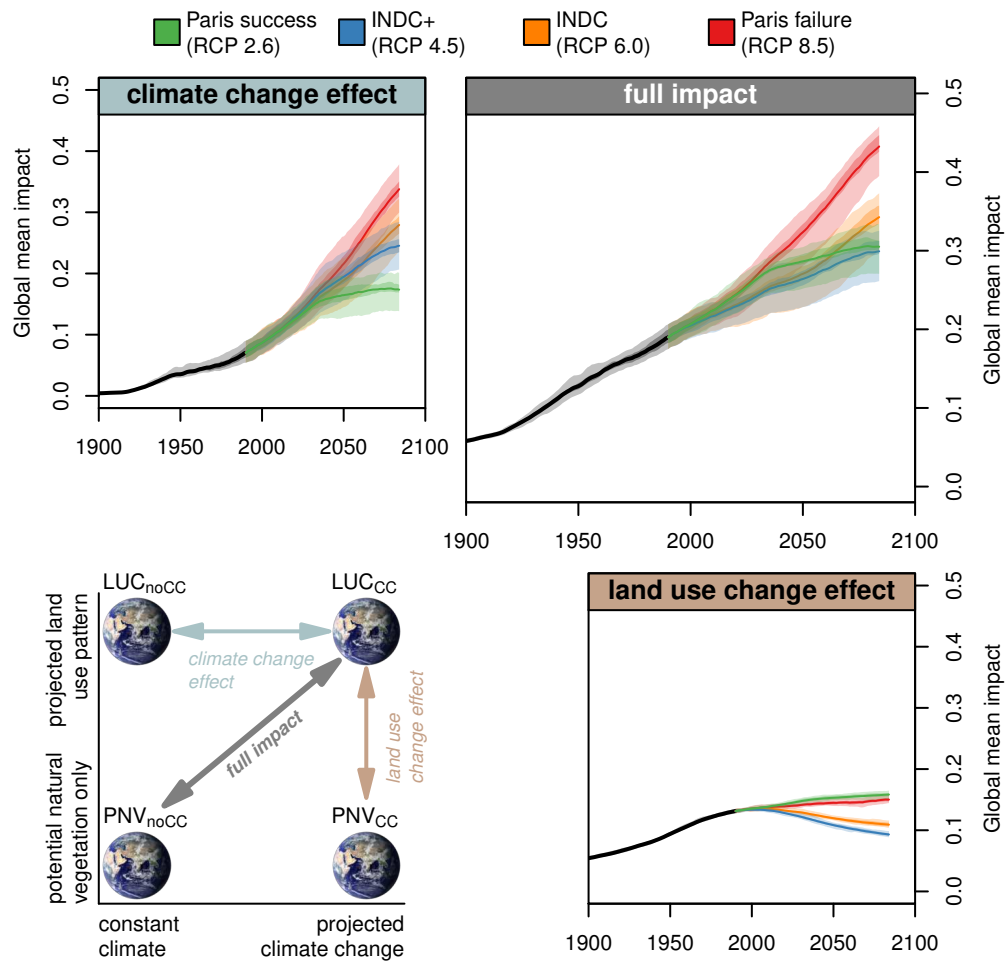 Paris success
(RCP 2.6)
INDC+
(RCP 4.5)
INDC
(RCP 6.0)
Paris failure
(RCP 8.5)
climate change effect
Global mean impact
0.0
0.1
0.2
0.3
0.4
0.5
1900
1950
2000
2050
2100
full impact
Global mean impact
0.0
0.1
0.2
0.3
0.4
0.5
1900
1950
2000
2050
2100
projected land
use pattern
potential natural
vegetation only
LUCnoCC
LUCCC
climate change
effect
full impact
land use
change effect
PNVnoCC
PNVCC
constant
climate
projected
climate change
land use change effect
Global mean impact
0.0
0.1
0.2
0.3
0.4
0.5
1900
1950
2000
2050
2100